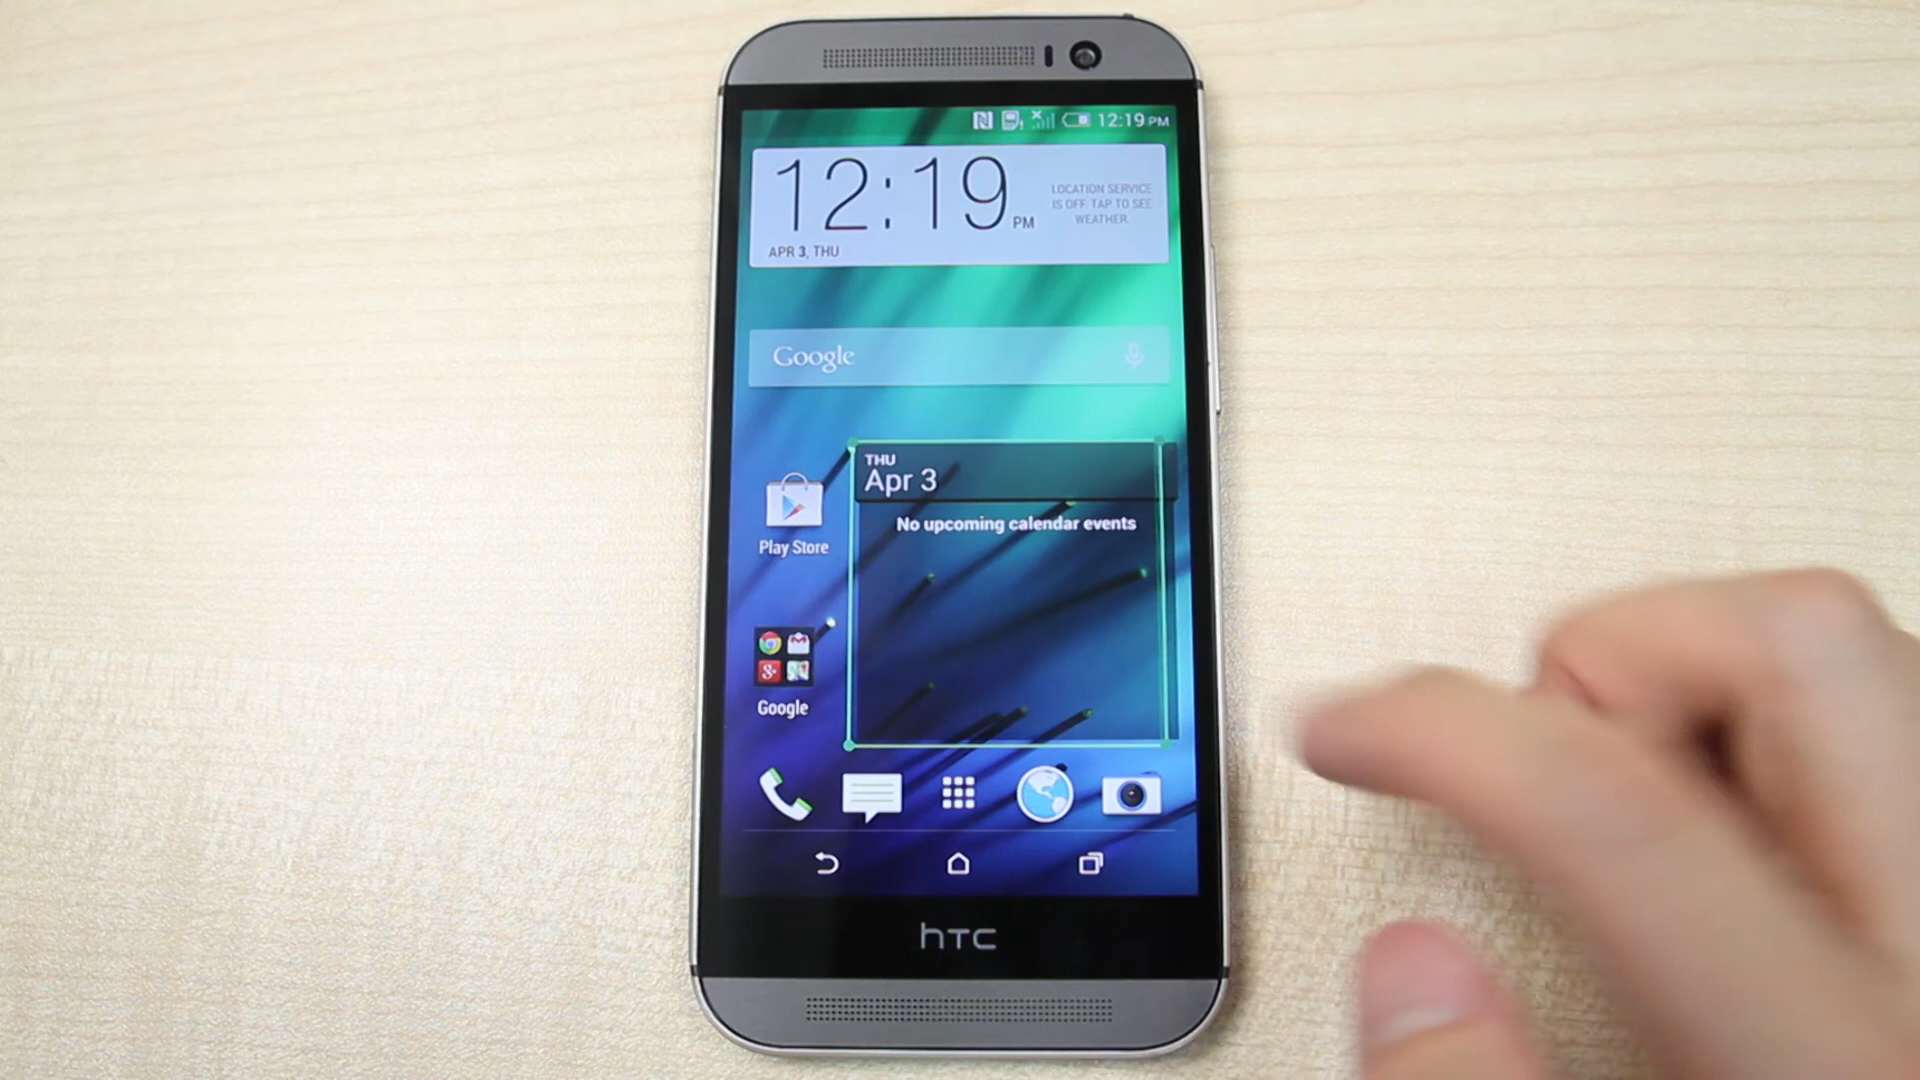 12:19 PM
12:19 PM
LOCATION SERVICE
IS OFF. TAP TO SEE
WEATHER.
APR 3, THU
Google
THU
Apr 3
No upcoming calendar events
Play Store
Google
hTC